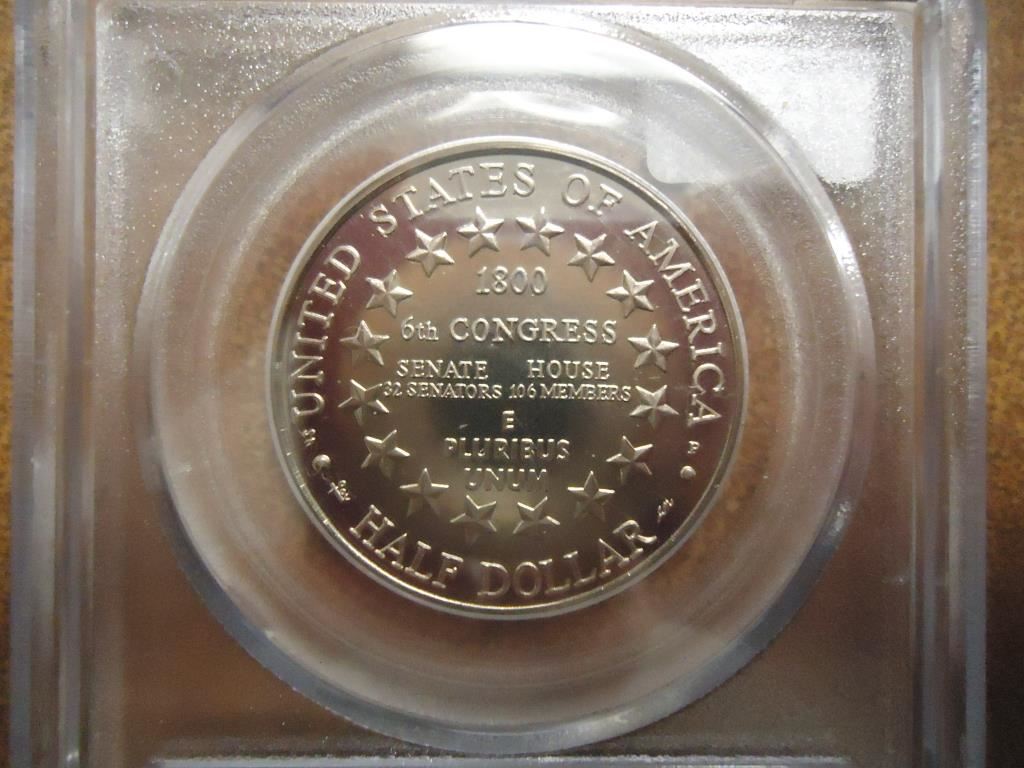 UNITED STATES OF AMERICA
1800
6th CONGRESS
SENATE HOUSE
32 SENATORS 106 MEMBERS
E
PLURIBUS
UNUM
P
HALF DOLLAR